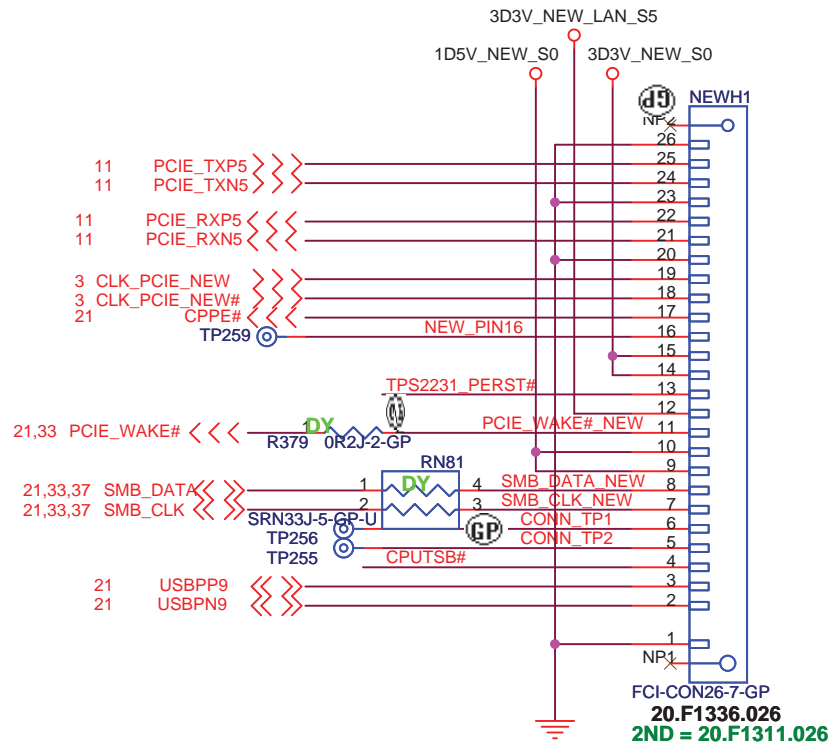 3D3V_NEW_LAN_S5
1D5V_NEW_S0
3D3V_NEW_S0
GP
NEWH1
NP2
26
11 PCIE_TXP5 25
11 PCIE_TXN5 24
23
11 PCIE_RXP5 22
11 PCIE_RXN5 21
20
3 CLK_PCIE_NEW 19
3 CLK_PCIE_NEW# 18
21 CPPE# 17
TP259 NEW_PIN16 16
15
14
TPS2231_PERST# 13
12
21,33 PCIE_WAKE# 1 DY PCIE_WAKE#_NEW 11
R379 0R2J-2-GP
10
RN81 9
21,33,37 SMB_DATA 1 DY 4 SMB_DATA_NEW 8
21,33,37 SMB_CLK 2 3 SMB_CLK_NEW 7
SRN33J-5-GP-U GP CONN_TP1 6
TP256 CONN_TP2 5
TP255 CPUTSB# 4
21 USBPP9 3
21 USBPN9 2
1
NP1
FCI-CON26-7-GP
20.F1336.026
2ND = 20.F1311.026